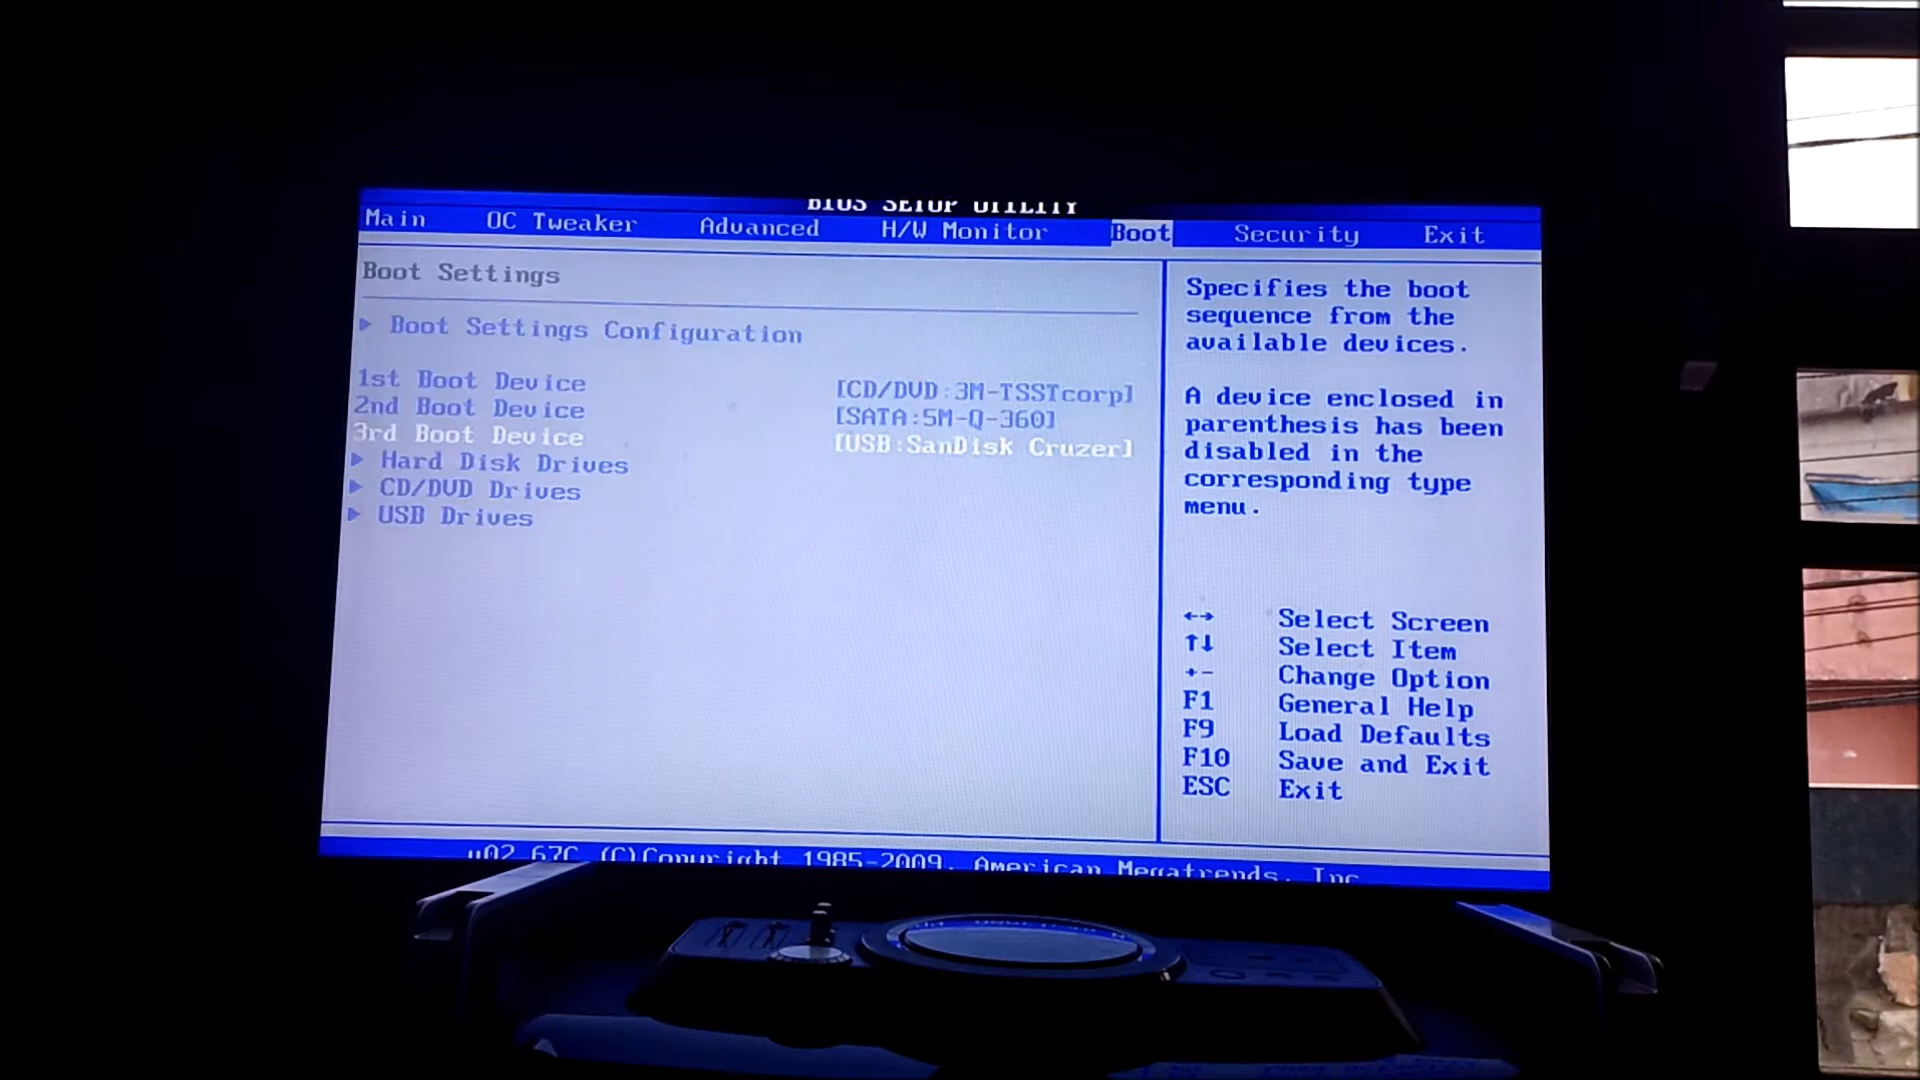 BIOS SETUP UTILITY
Main OC Tweaker Advanced H/W Monitor Boot Security Exit
Boot Settings
Boot Settings Configuration
1st Boot Device [CD/DVD:3M-TSSTcorp]
2nd Boot Device [SATA:5M-Q-360]
3rd Boot Device [USB:SanDisk Cruzer]
Hard Disk Drives
CD/DVD Drives
USB Drives
Specifies the boot
sequence from the
available devices.
A device enclosed in
parenthesis has been
disabled in the
corresponding type
menu.
←→ Select Screen
↑↓ Select Item
+- Change Option
F1 General Help
F9 Load Defaults
F10 Save and Exit
ESC Exit
v02.67C (C)Copyright 1985-2009, American Megatrends, Inc.